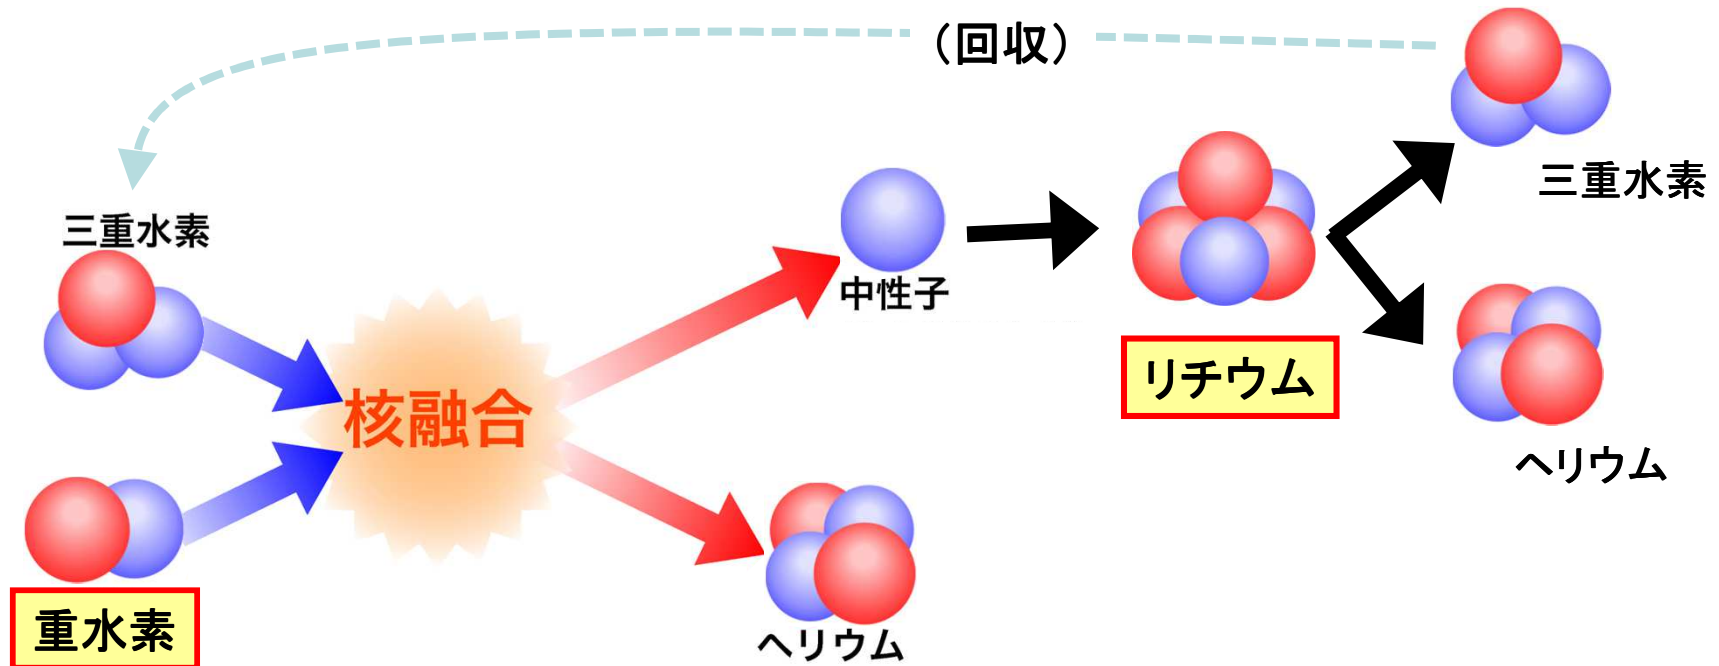 （回収）
三重水素
三重水素
中性子
リチウム
核融合
ヘリウム
重水素
ヘリウム